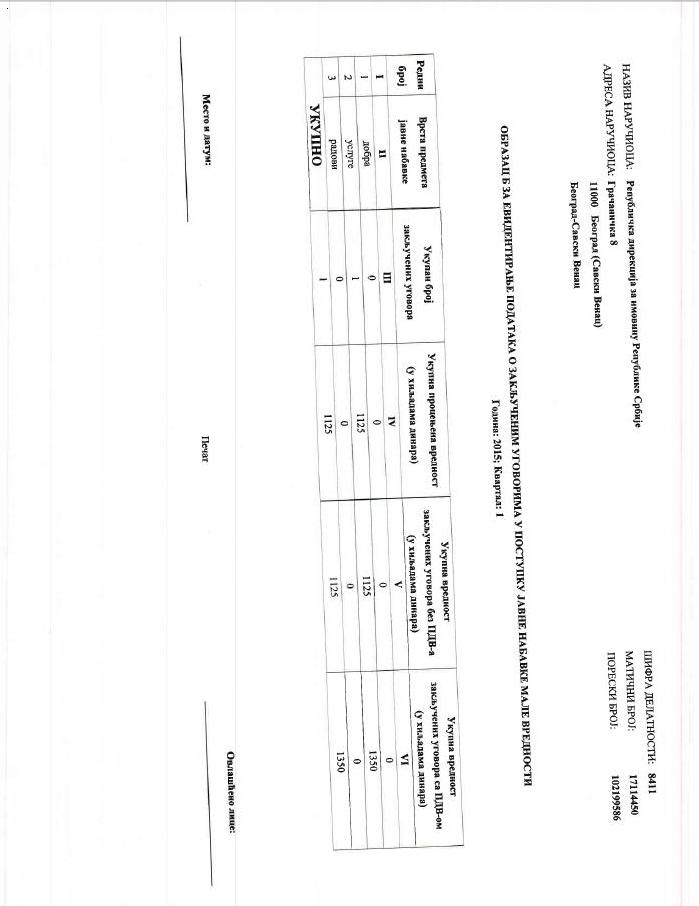 НАЗИВ НАРУЧИОЦА: Републичка дирекција за имовину Републике Србије
АДРЕСА НАРУЧИОЦА: Грачаничка 8
11000 Београд (Савски Венац)
Београд-Савски Венац
ШИФРА ДЕЛАТНОСТИ: 8411
МАТИЧНИ БРОЈ: 17114450
ПОРЕСКИ БРОЈ: 102199586
ОБРАЗАЦ Б ЗА ЕВИДЕНТИРАЊЕ ПОДАТАКА О ЗАКЉУЧЕНИМ УГОВОРИМА У ПОСТУПКУ ЈАВНЕ НАБАВКЕ МАЛЕ ВРЕДНОСТИ
Година: 2015; Квартал: I
Редни број | Врста предмета јавне набавке | Укупан број закључених уговора | Укупна процењена вредност (у хиљадама динара) | Укупна вредност закључених уговора без ПДВ-а (у хиљадама динара) | Укупна вредност закључених уговора са ПДВ-ом (у хиљадама динара)
I | II | III | IV | V | VI
1 | добра | 0 | 0 | 0 | 0
2 | услуге | 1 | 1125 | 1125 | 1350
3 | радови | 0 | 0 | 0 | 0
УКУПНО | 1 | 1125 | 1125 | 1350
Место и датум:
Печат
Овлашћено лице: